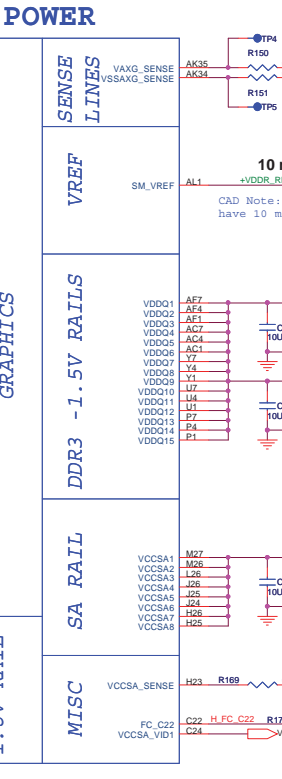 POWER
SENSE
LINES
VAXG_SENSE AK35
VSSAXG_SENSE AK34
TP4
R150
R151
TP5
VREF
SM_VREF AL1
10
+VDDR_R
CAD Note:
have 10 m
GRAPHICS
DDR3 -1.5V RAILS
VDDQ1 AF7
VDDQ2 AF4
VDDQ3 AF1
VDDQ4 AC7
VDDQ5 AC4
VDDQ6 AC1
VDDQ7 Y7
VDDQ8 Y4
VDDQ9 Y1
VDDQ10 U7
VDDQ11 U4
VDDQ12 U1
VDDQ13 P7
VDDQ14 P4
VDDQ15 P1
C
10U
C
10U
SA RAIL
VCCSA1 M27
VCCSA2 M26
VCCSA3 L26
VCCSA4 J26
VCCSA5 J25
VCCSA6 J24
VCCSA7 H26
VCCSA8 H25
C
10U
MISC
VCCSA_SENSE H23 R169
FC_C22 C22 H_FC_C22 R17
VCCSA_VID1 C24